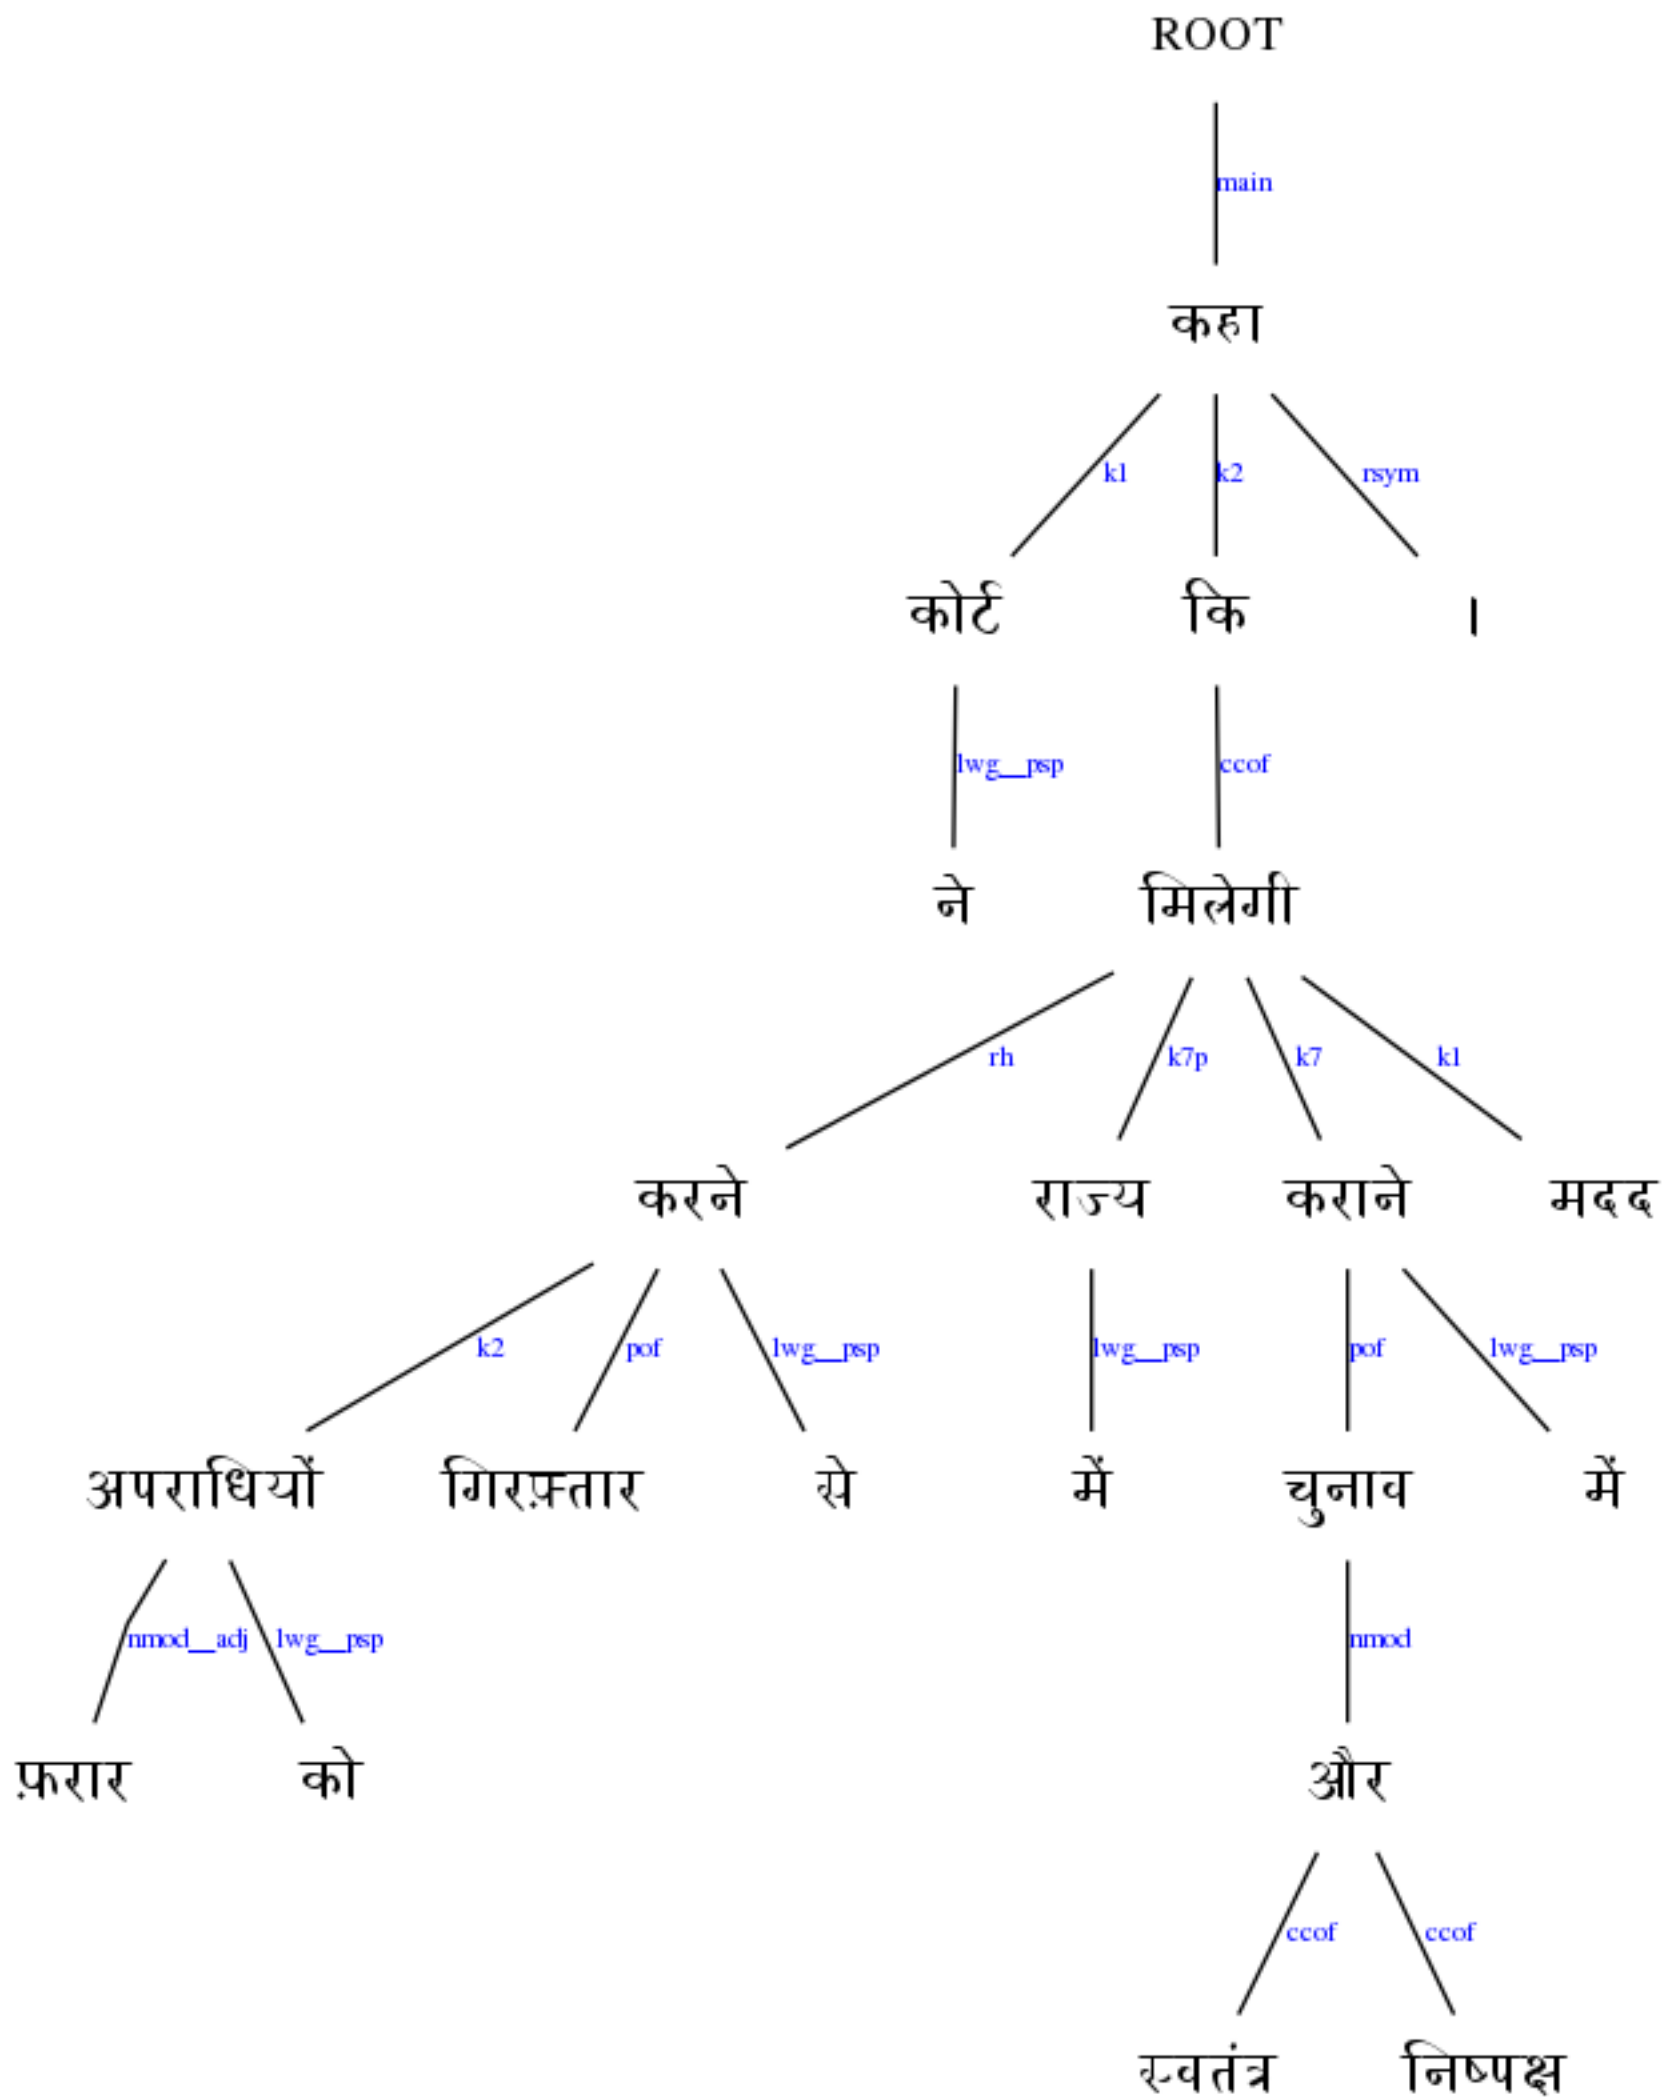 ROOT
main
कहा
k1 k2 rsym
कोर्ट कि ।
lwg__psp ccof
ने मिलेगी
rh k7p k7 k1
करने राज्य कराने मदद
k2 pof lwg__psp lwg__psp pof lwg__psp
अपराधियों गिरफ़्तार से में चुनाव में
nmod__adj lwg__psp nmod
फ़रार को और
ccof ccof
स्वतंत्र निष्पक्ष